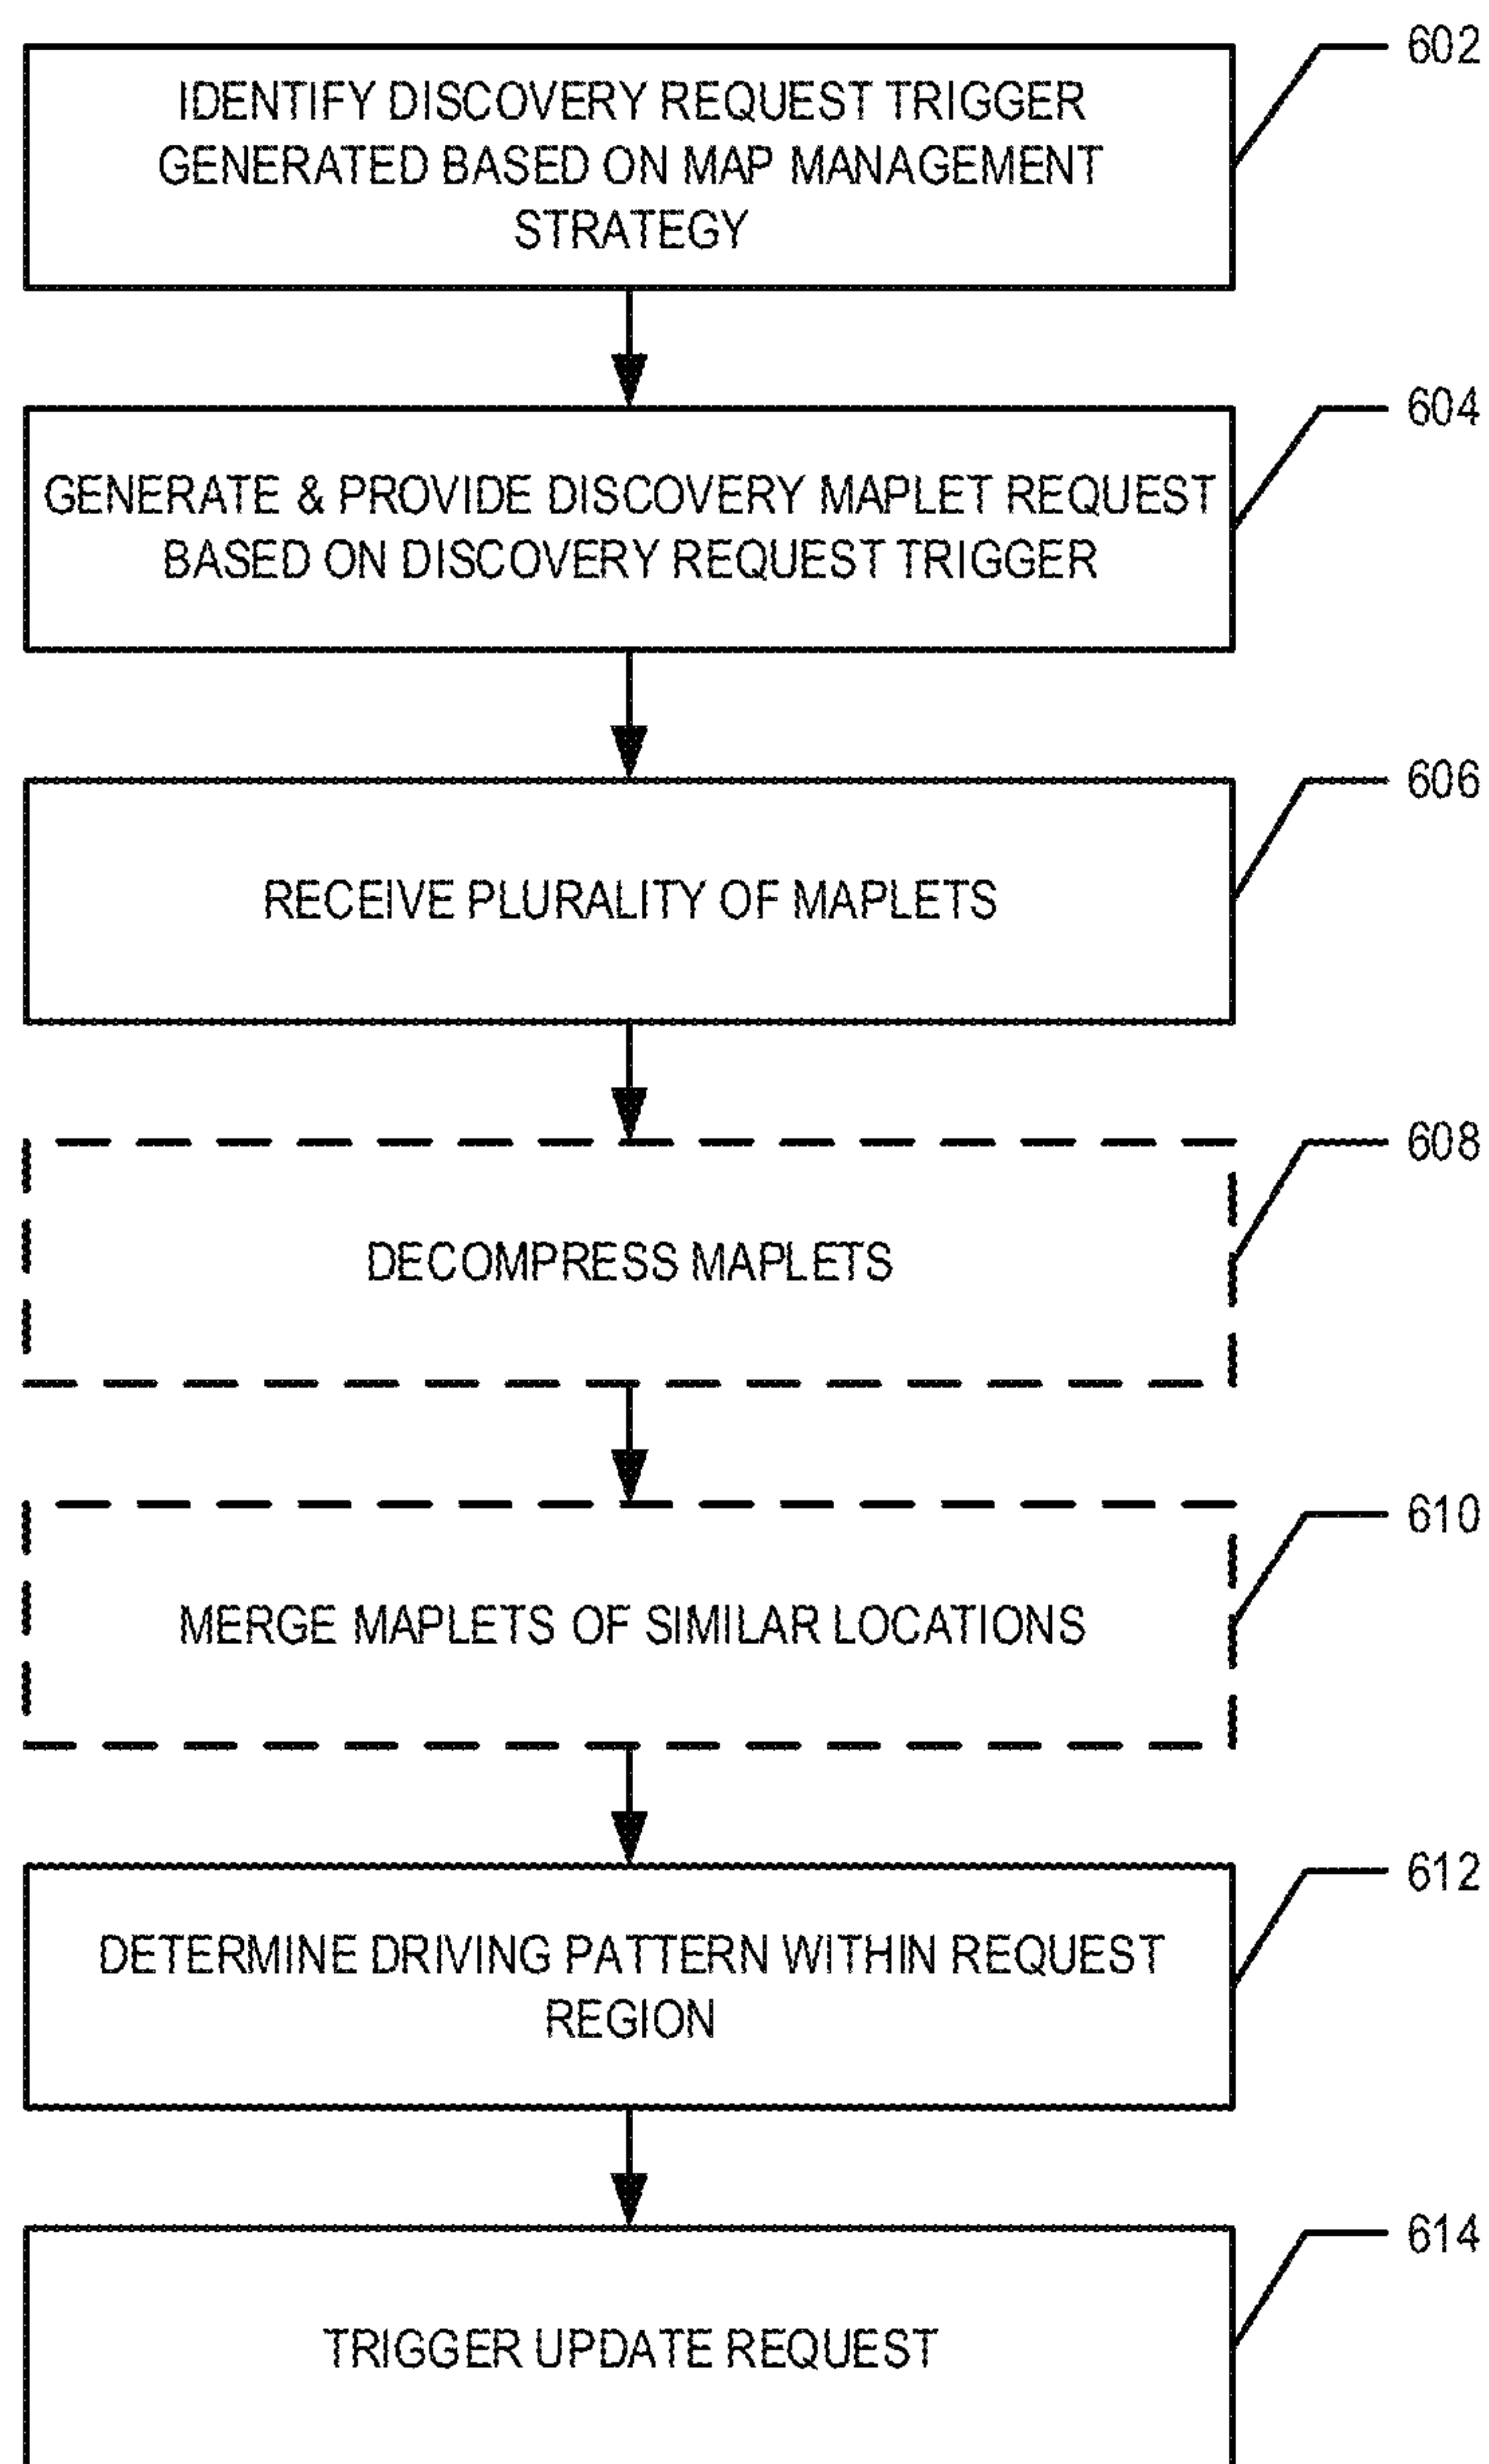 602
IDENTIFY DISCOVERY REQUEST TRIGGER
GENERATED BASED ON MAP MANAGEMENT
STRATEGY
604
GENERATE & PROVIDE DISCOVERY MAPLET REQUEST
BASED ON DISCOVERY REQUEST TRIGGER
606
RECEIVE PLURALITY OF MAPLETS
608
DECOMPRESS MAPLETS
610
MERGE MAPLETS OF SIMILAR LOCATIONS
612
DETERMINE DRIVING PATTERN WITHIN REQUEST
REGION
614
TRIGGER UPDATE REQUEST